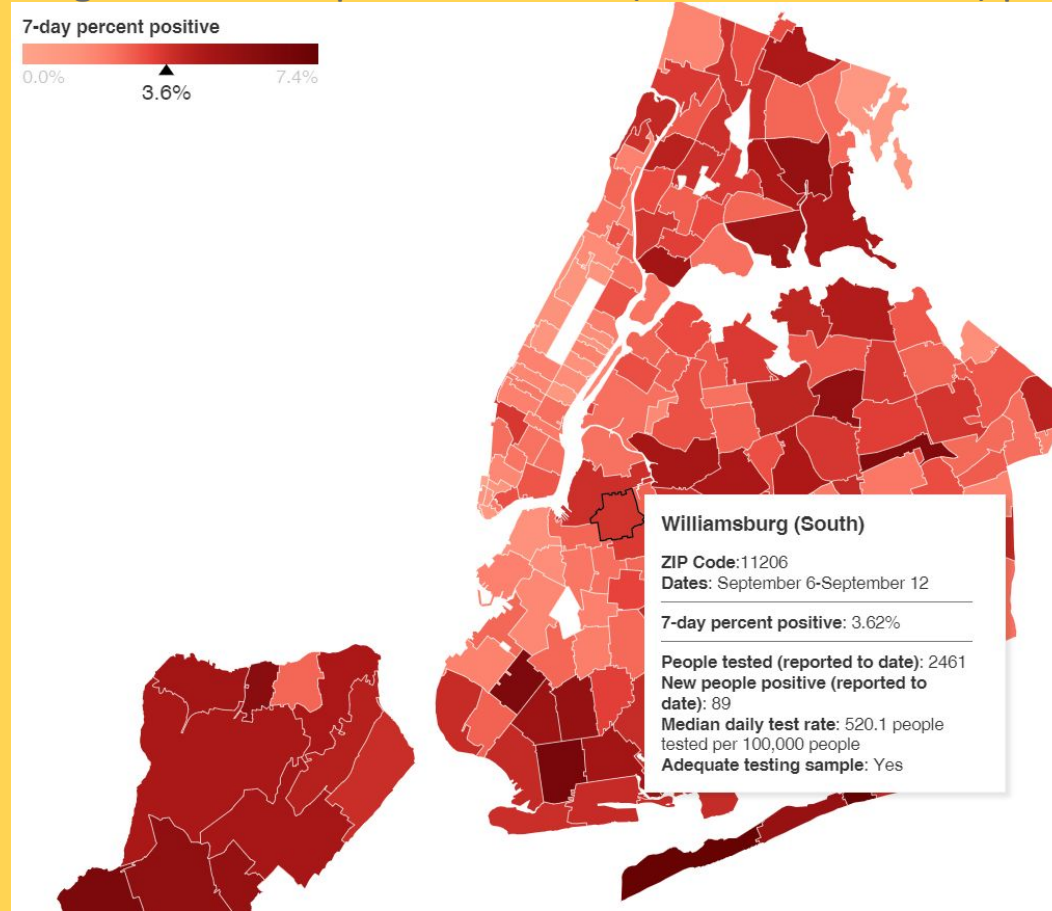 7-day percent positive
0.0%
7.4%
3.6%
Williamsburg (South)
ZIP Code:11206
Dates: September 6-September 12
7-day percent positive: 3.62%
People tested (reported to date): 2461
New people positive (reported to
date): 89
Median daily test rate: 520.1 people
tested per 100,000 people
Adequate testing sample: Yes